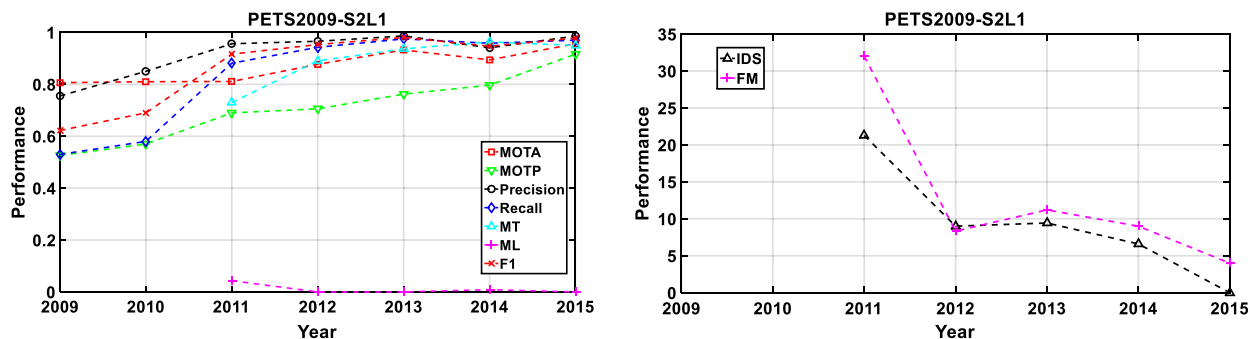 PETS2009-S2L1
1
0.8
0.6
0.4
0.2
0
Performance
MOTA
MOTP
Precision
Recall
MT
ML
F1
2009 2010 2011 2012 2013 2014 2015
Year
PETS2009-S2L1
35
30
25
20
15
10
5
0
Performance
IDS
FM
2009 2010 2011 2012 2013 2014 2015
Year